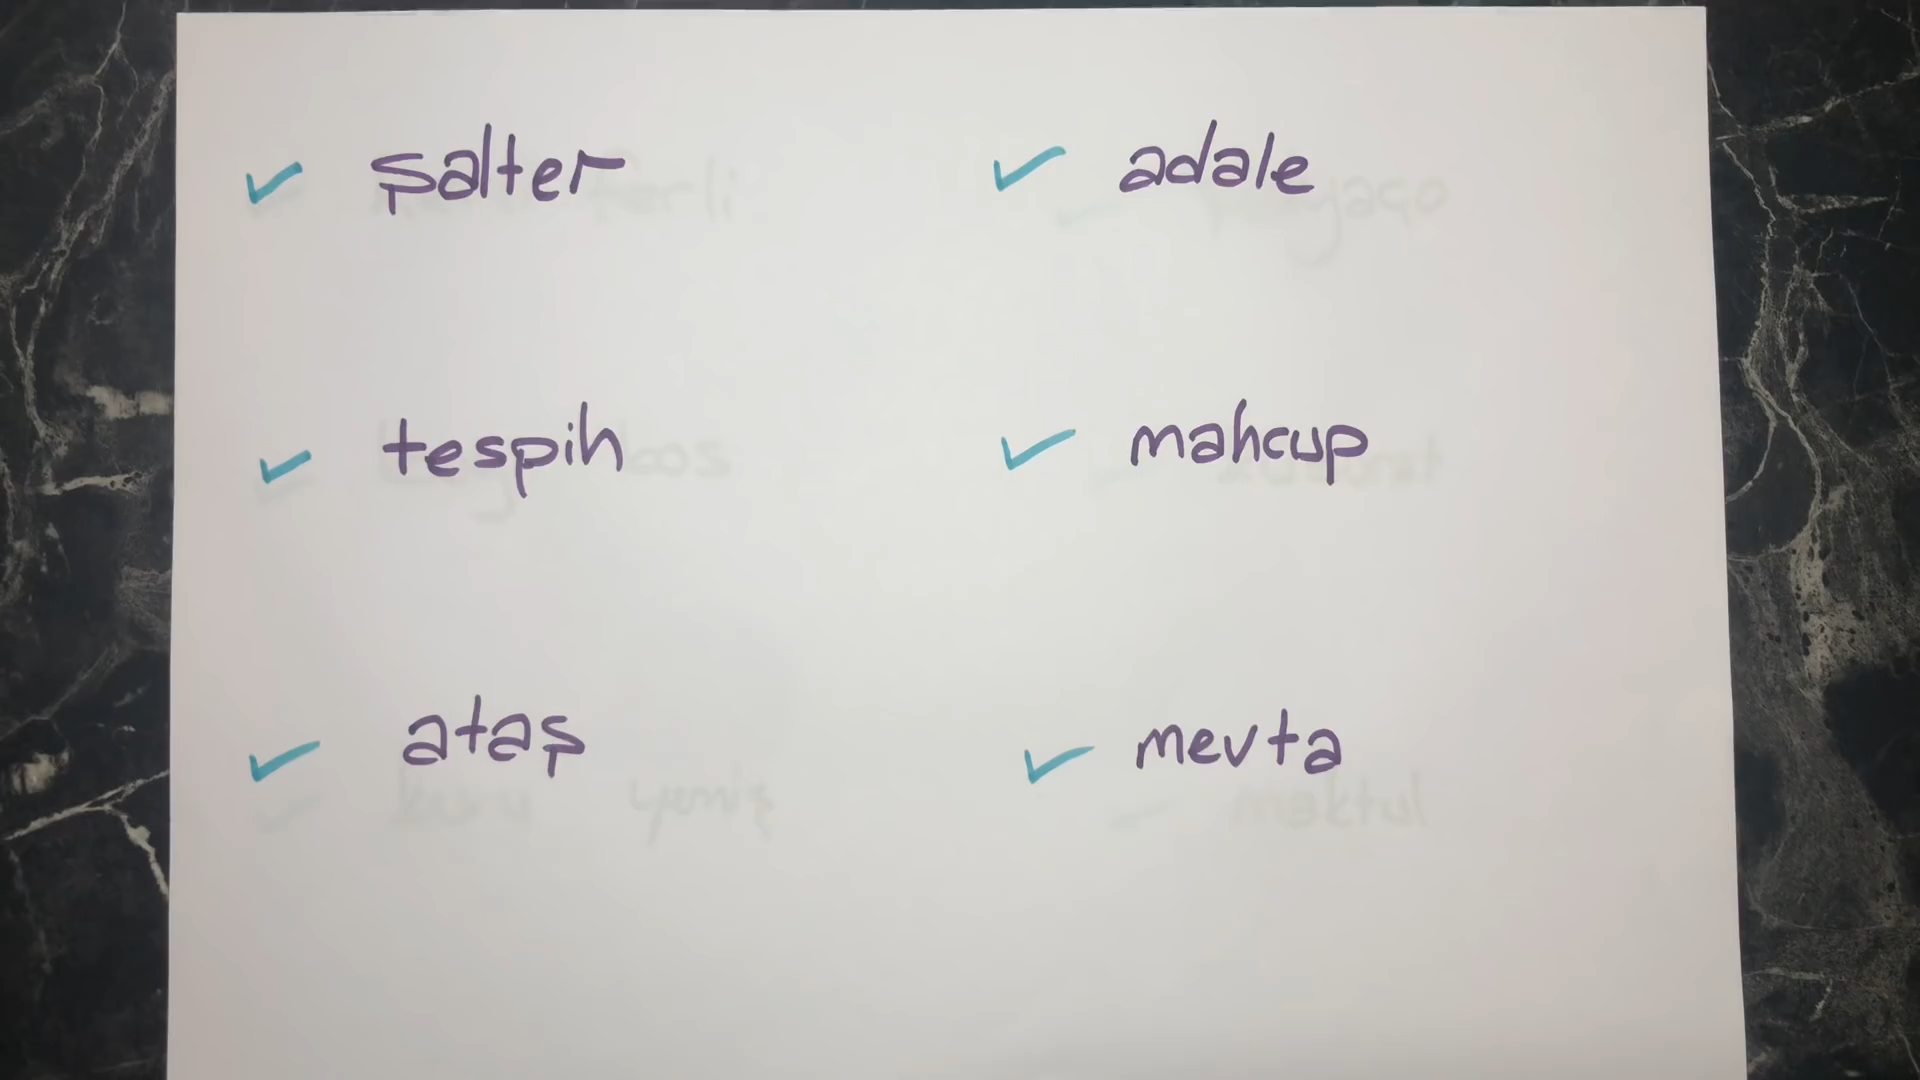 ✓ şalter ✓ adale
✓ tespih ✓ mahcup
✓ ataş ✓ mevta